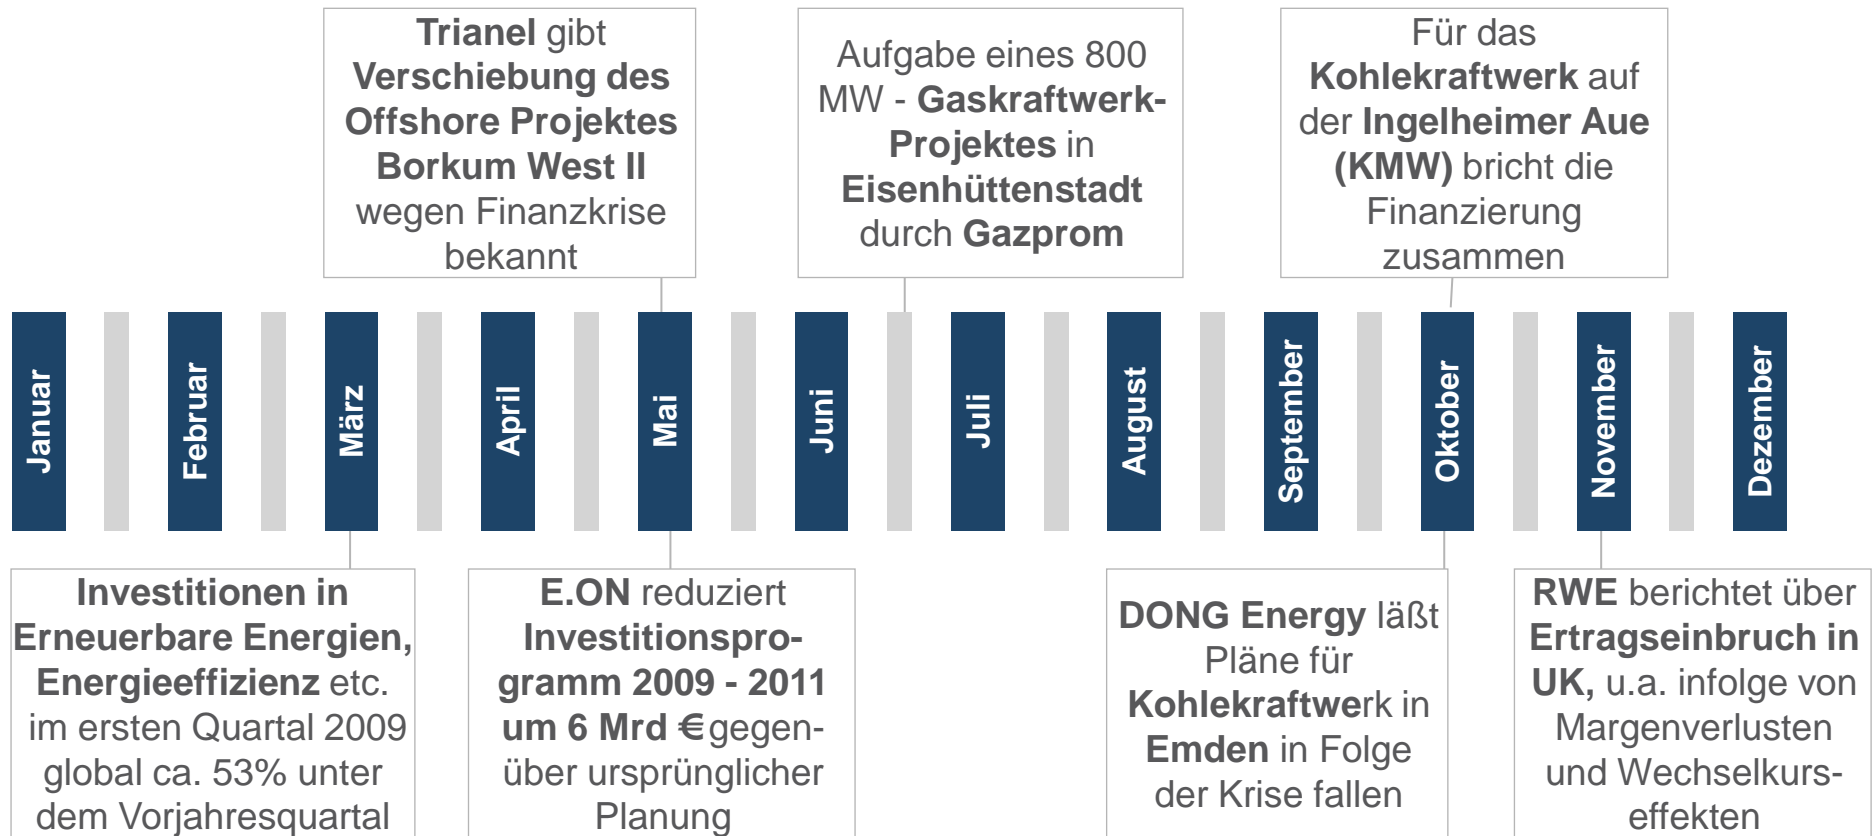 Trianel gibt
Verschiebung des
Offshore Projektes
Borkum West II
wegen Finanzkrise
bekannt
Aufgabe eines 800
MW - Gaskraftwerk-
Projektes in
Eisenhüttenstadt
durch Gazprom
Für das
Kohlekraftwerk auf
der Ingelheimer Aue
(KMW) bricht die
Finanzierung
zusammen
Januar
Februar
März
April
Mai
Juni
Juli
August
September
Oktober
November
Dezember
Investitionen in
Erneuerbare Energien,
Energieeffizienz etc.
im ersten Quartal 2009
global ca. 53% unter
dem Vorjahresquartal
E.ON reduziert
Investitionspro-
gramm 2009 - 2011
um 6 Mrd € gegen-
über ursprünglicher
Planung
DONG Energy läßt
Pläne für
Kohlekraftwerk in
Emden in Folge
der Krise fallen
RWE berichtet über
Ertragseinbruch in
UK, u.a. infolge von
Margenverlusten
und Wechselkurs-
effekten